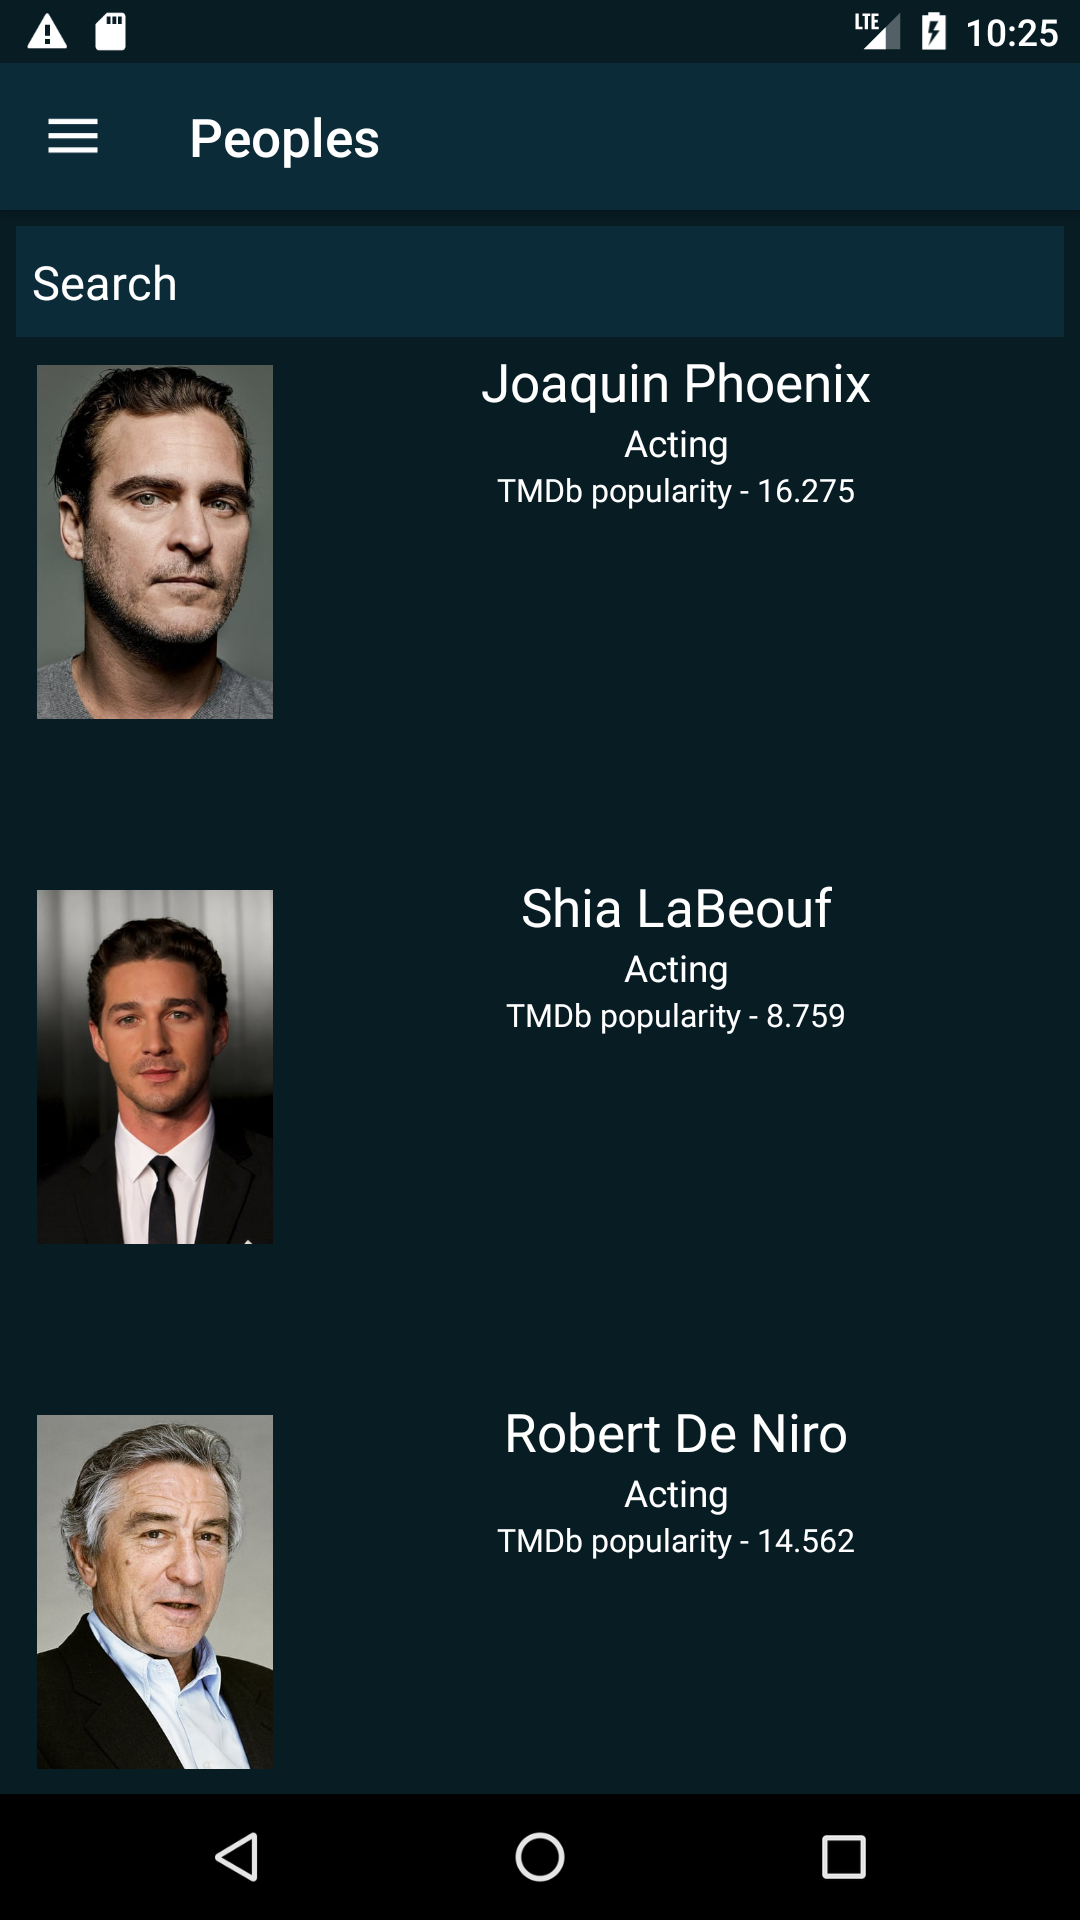 LTE 10:25
Peoples
Search
Joaquin Phoenix
Acting
TMDb popularity - 16.275
Shia LaBeouf
Acting
TMDb popularity - 8.759
Robert De Niro
Acting
TMDb popularity - 14.562